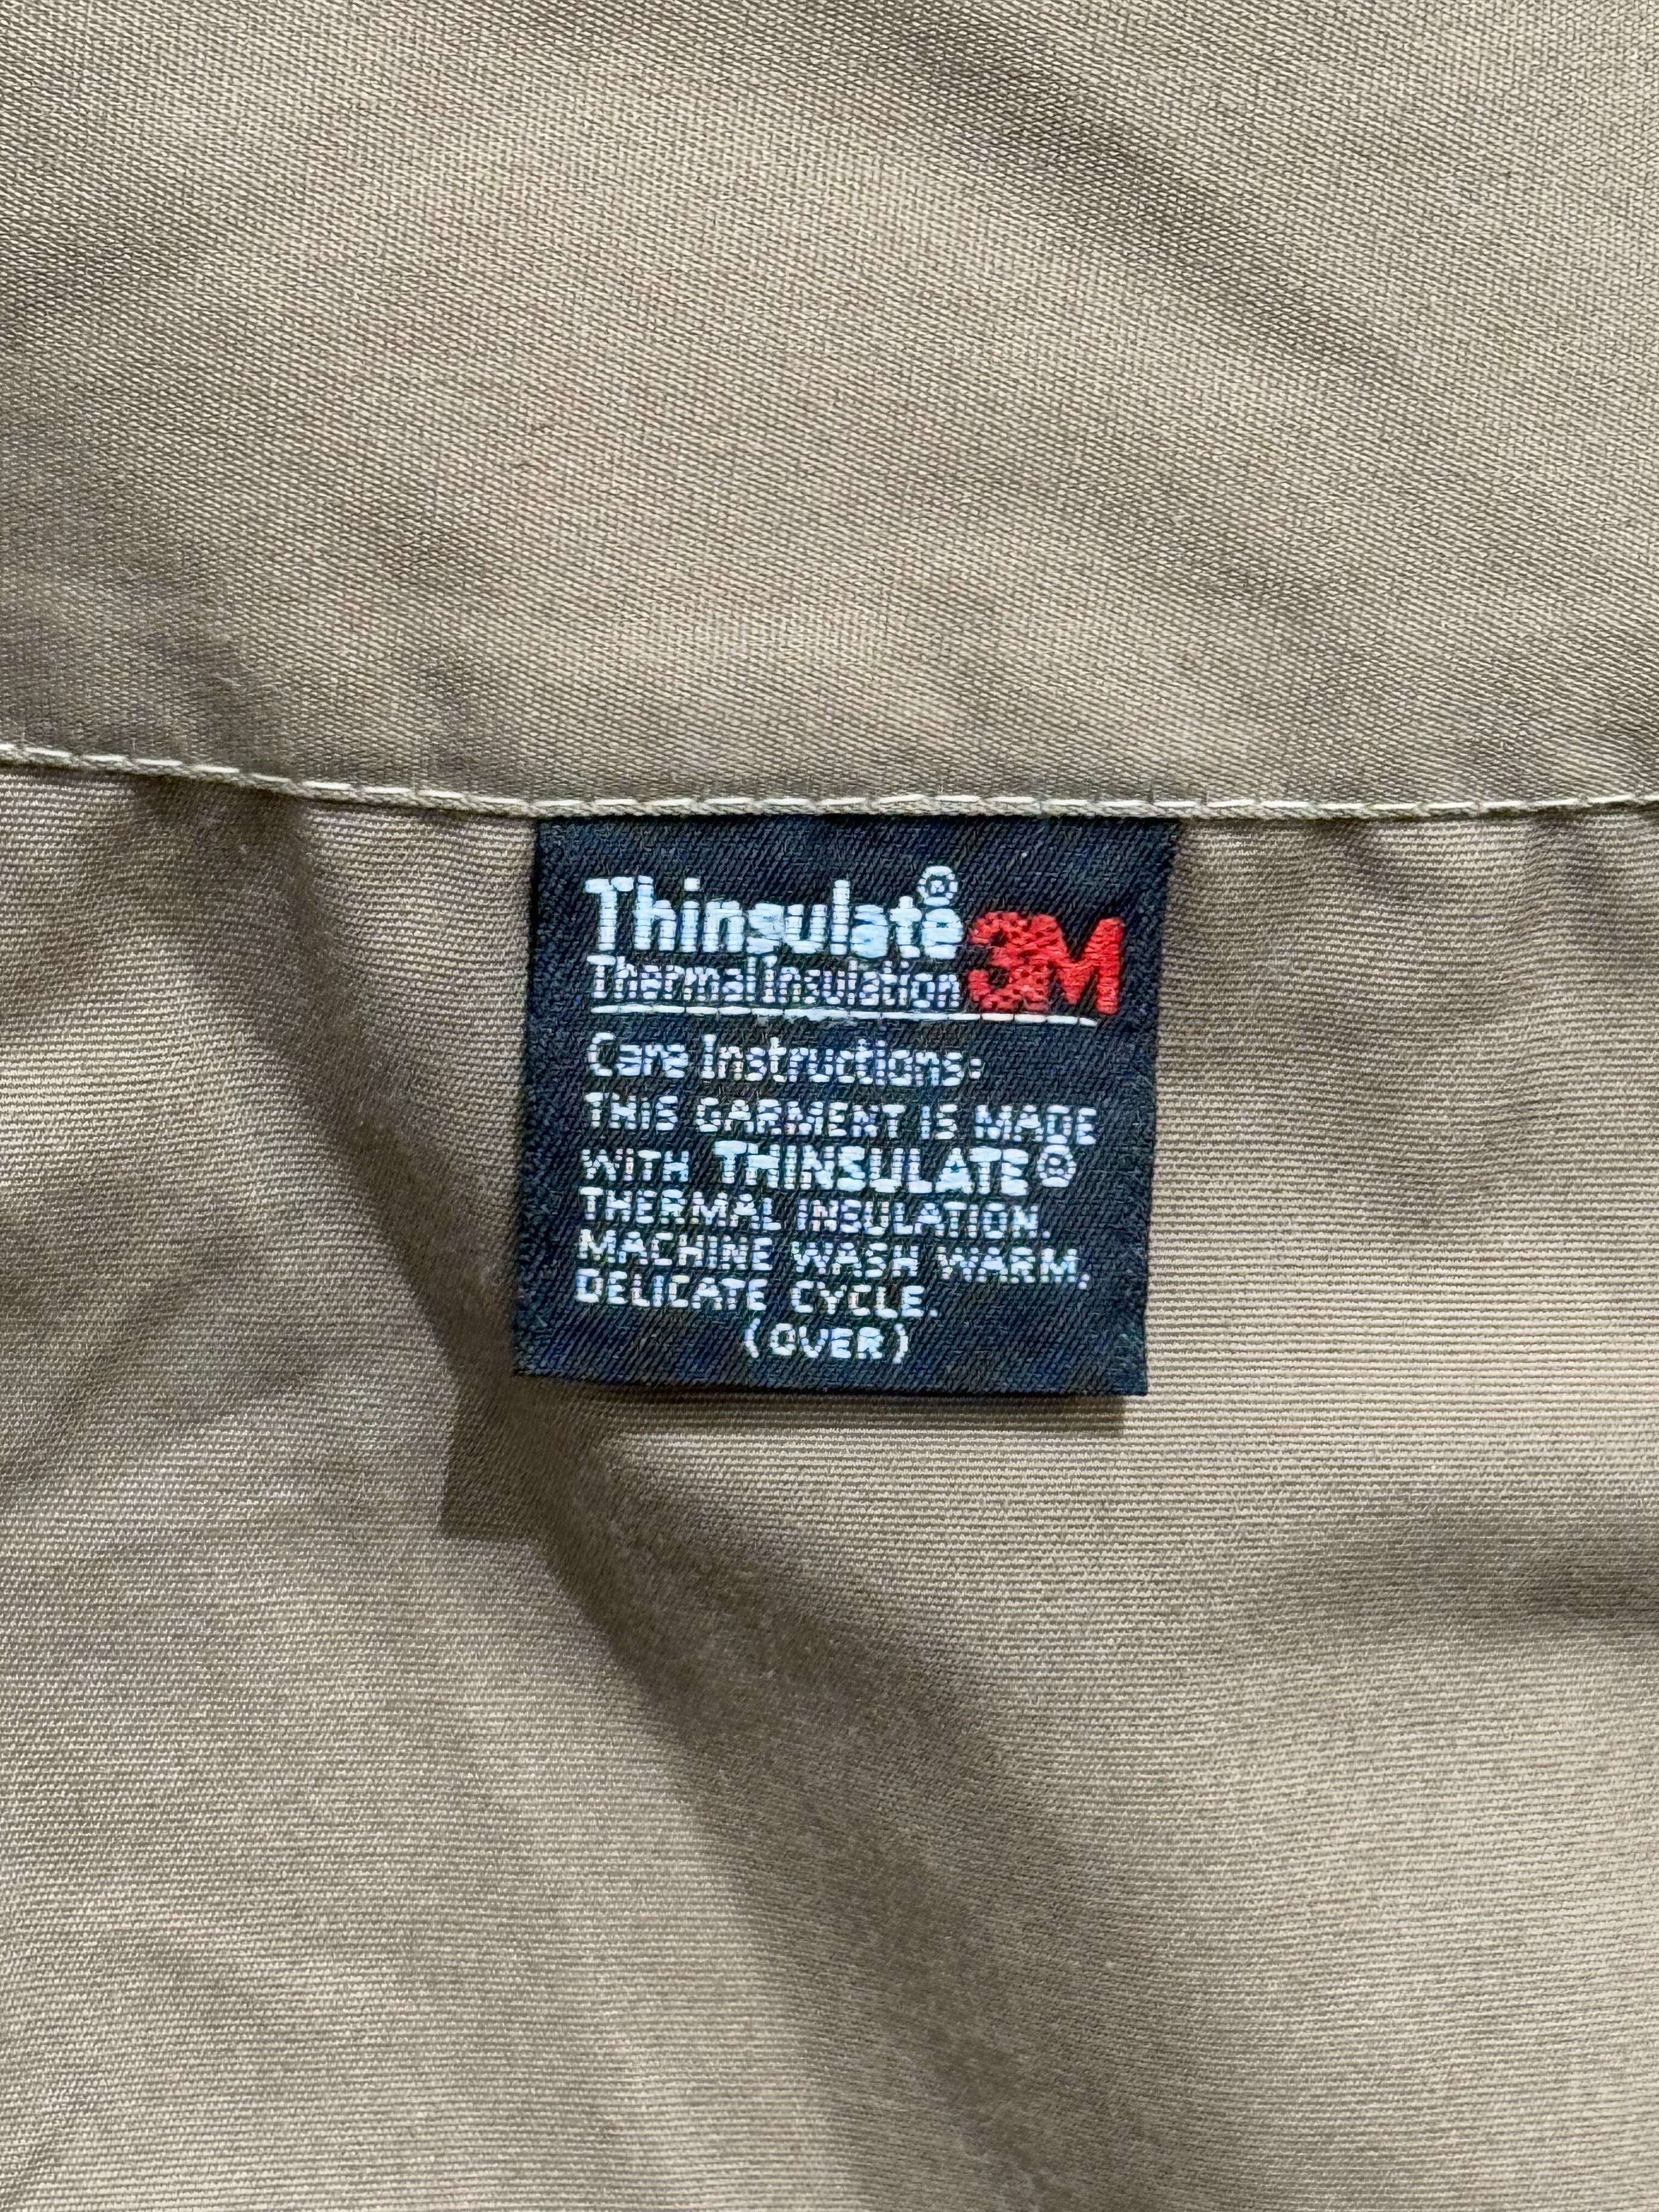 Thinsulate® 3M
Thermal Insulation
Care Instructions:
THIS GARMENT IS MADE
WITH THINSULATE®
THERMAL INSULATION.
MACHINE WASH WARM,
DELICATE CYCLE.
(OVER)